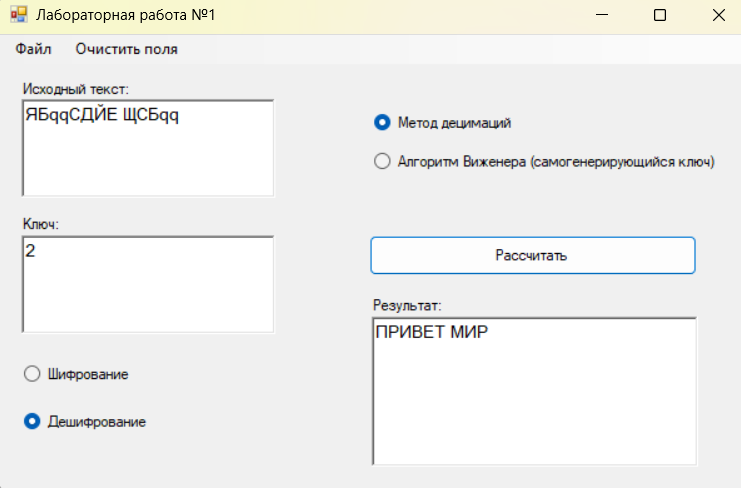 Лабораторная работа №1
Файл Очистить поля
Исходный текст:
ЯБqqСДЙЕ ЩСБqq
Метод децимаций
Алгоритм Виженера (самогенерирующийся ключ)
Ключ:
2
Рассчитать
Результат:
ПРИВЕТ МИР
Шифрование
Дешифрование